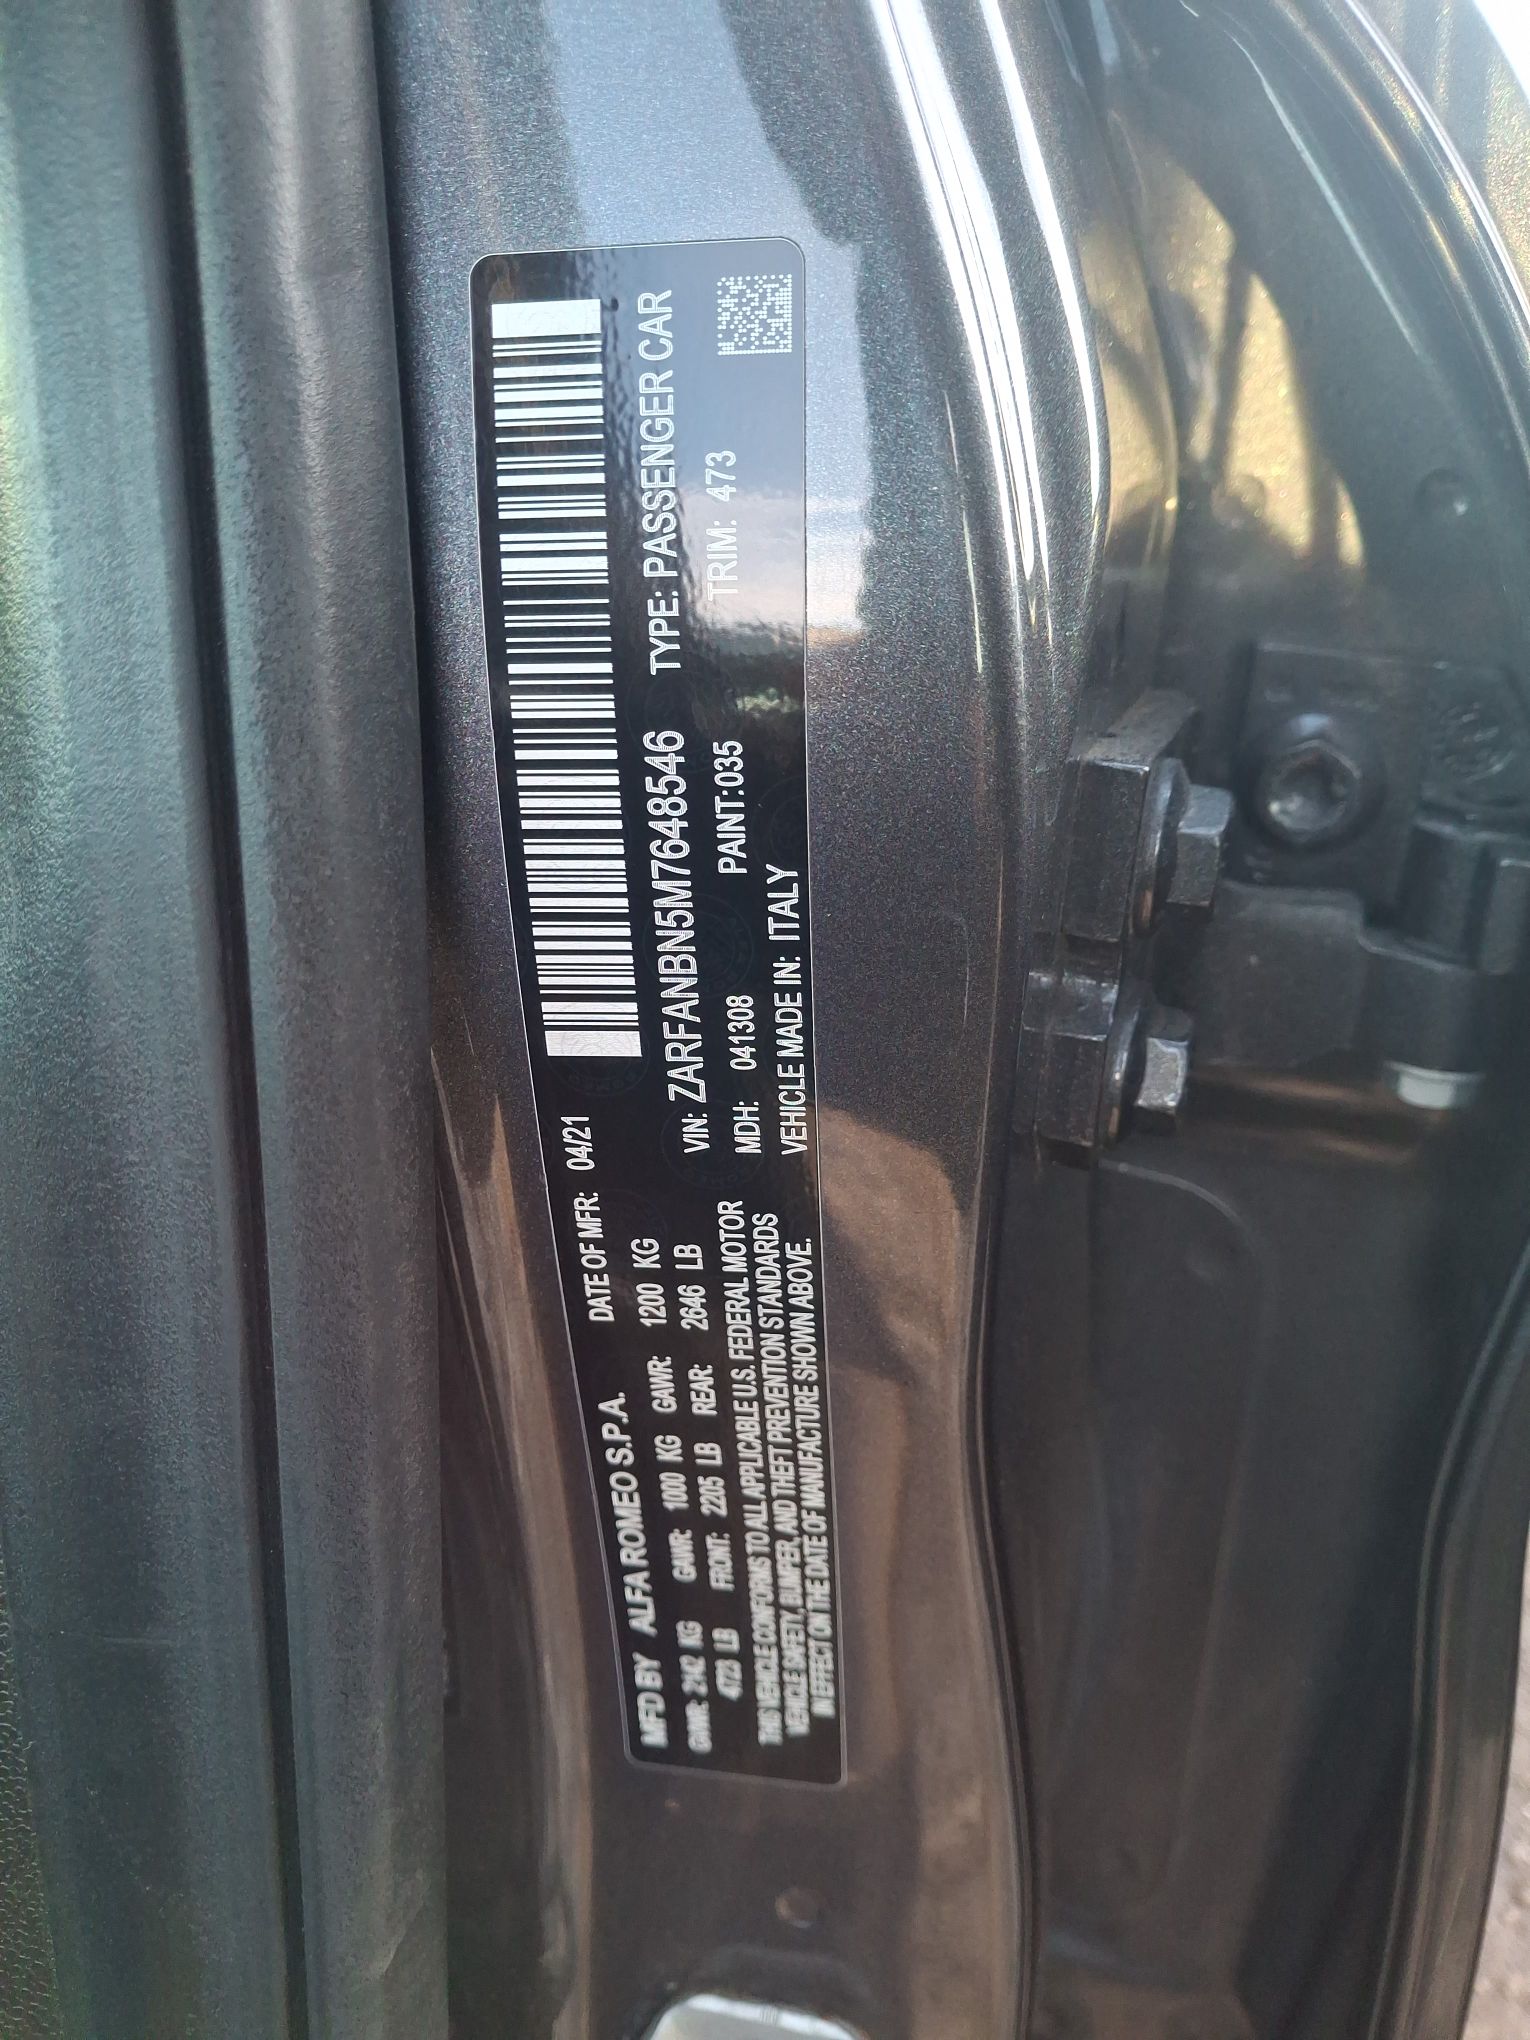 MFD BY ALFA ROMEO S.P.A. DATE OF MFR: 04/21
GVWR: 2142 KG GAWR: 1000 KG GAWR: 1200 KG
4723 LB FRONT: 2205 LB REAR: 2646 LB
THIS VEHICLE CONFORMS TO ALL APPLICABLE U.S. FEDERAL MOTOR
VEHICLE SAFETY, BUMPER, AND THEFT PREVENTION STANDARDS
IN EFFECT ON THE DATE OF MANUFACTURE SHOWN ABOVE.
VIN: ZARFANBN5M7648546 TYPE: PASSENGER CAR
MDH: 041308 PAINT:035 TRIM: 473
VEHICLE MADE IN: ITALY